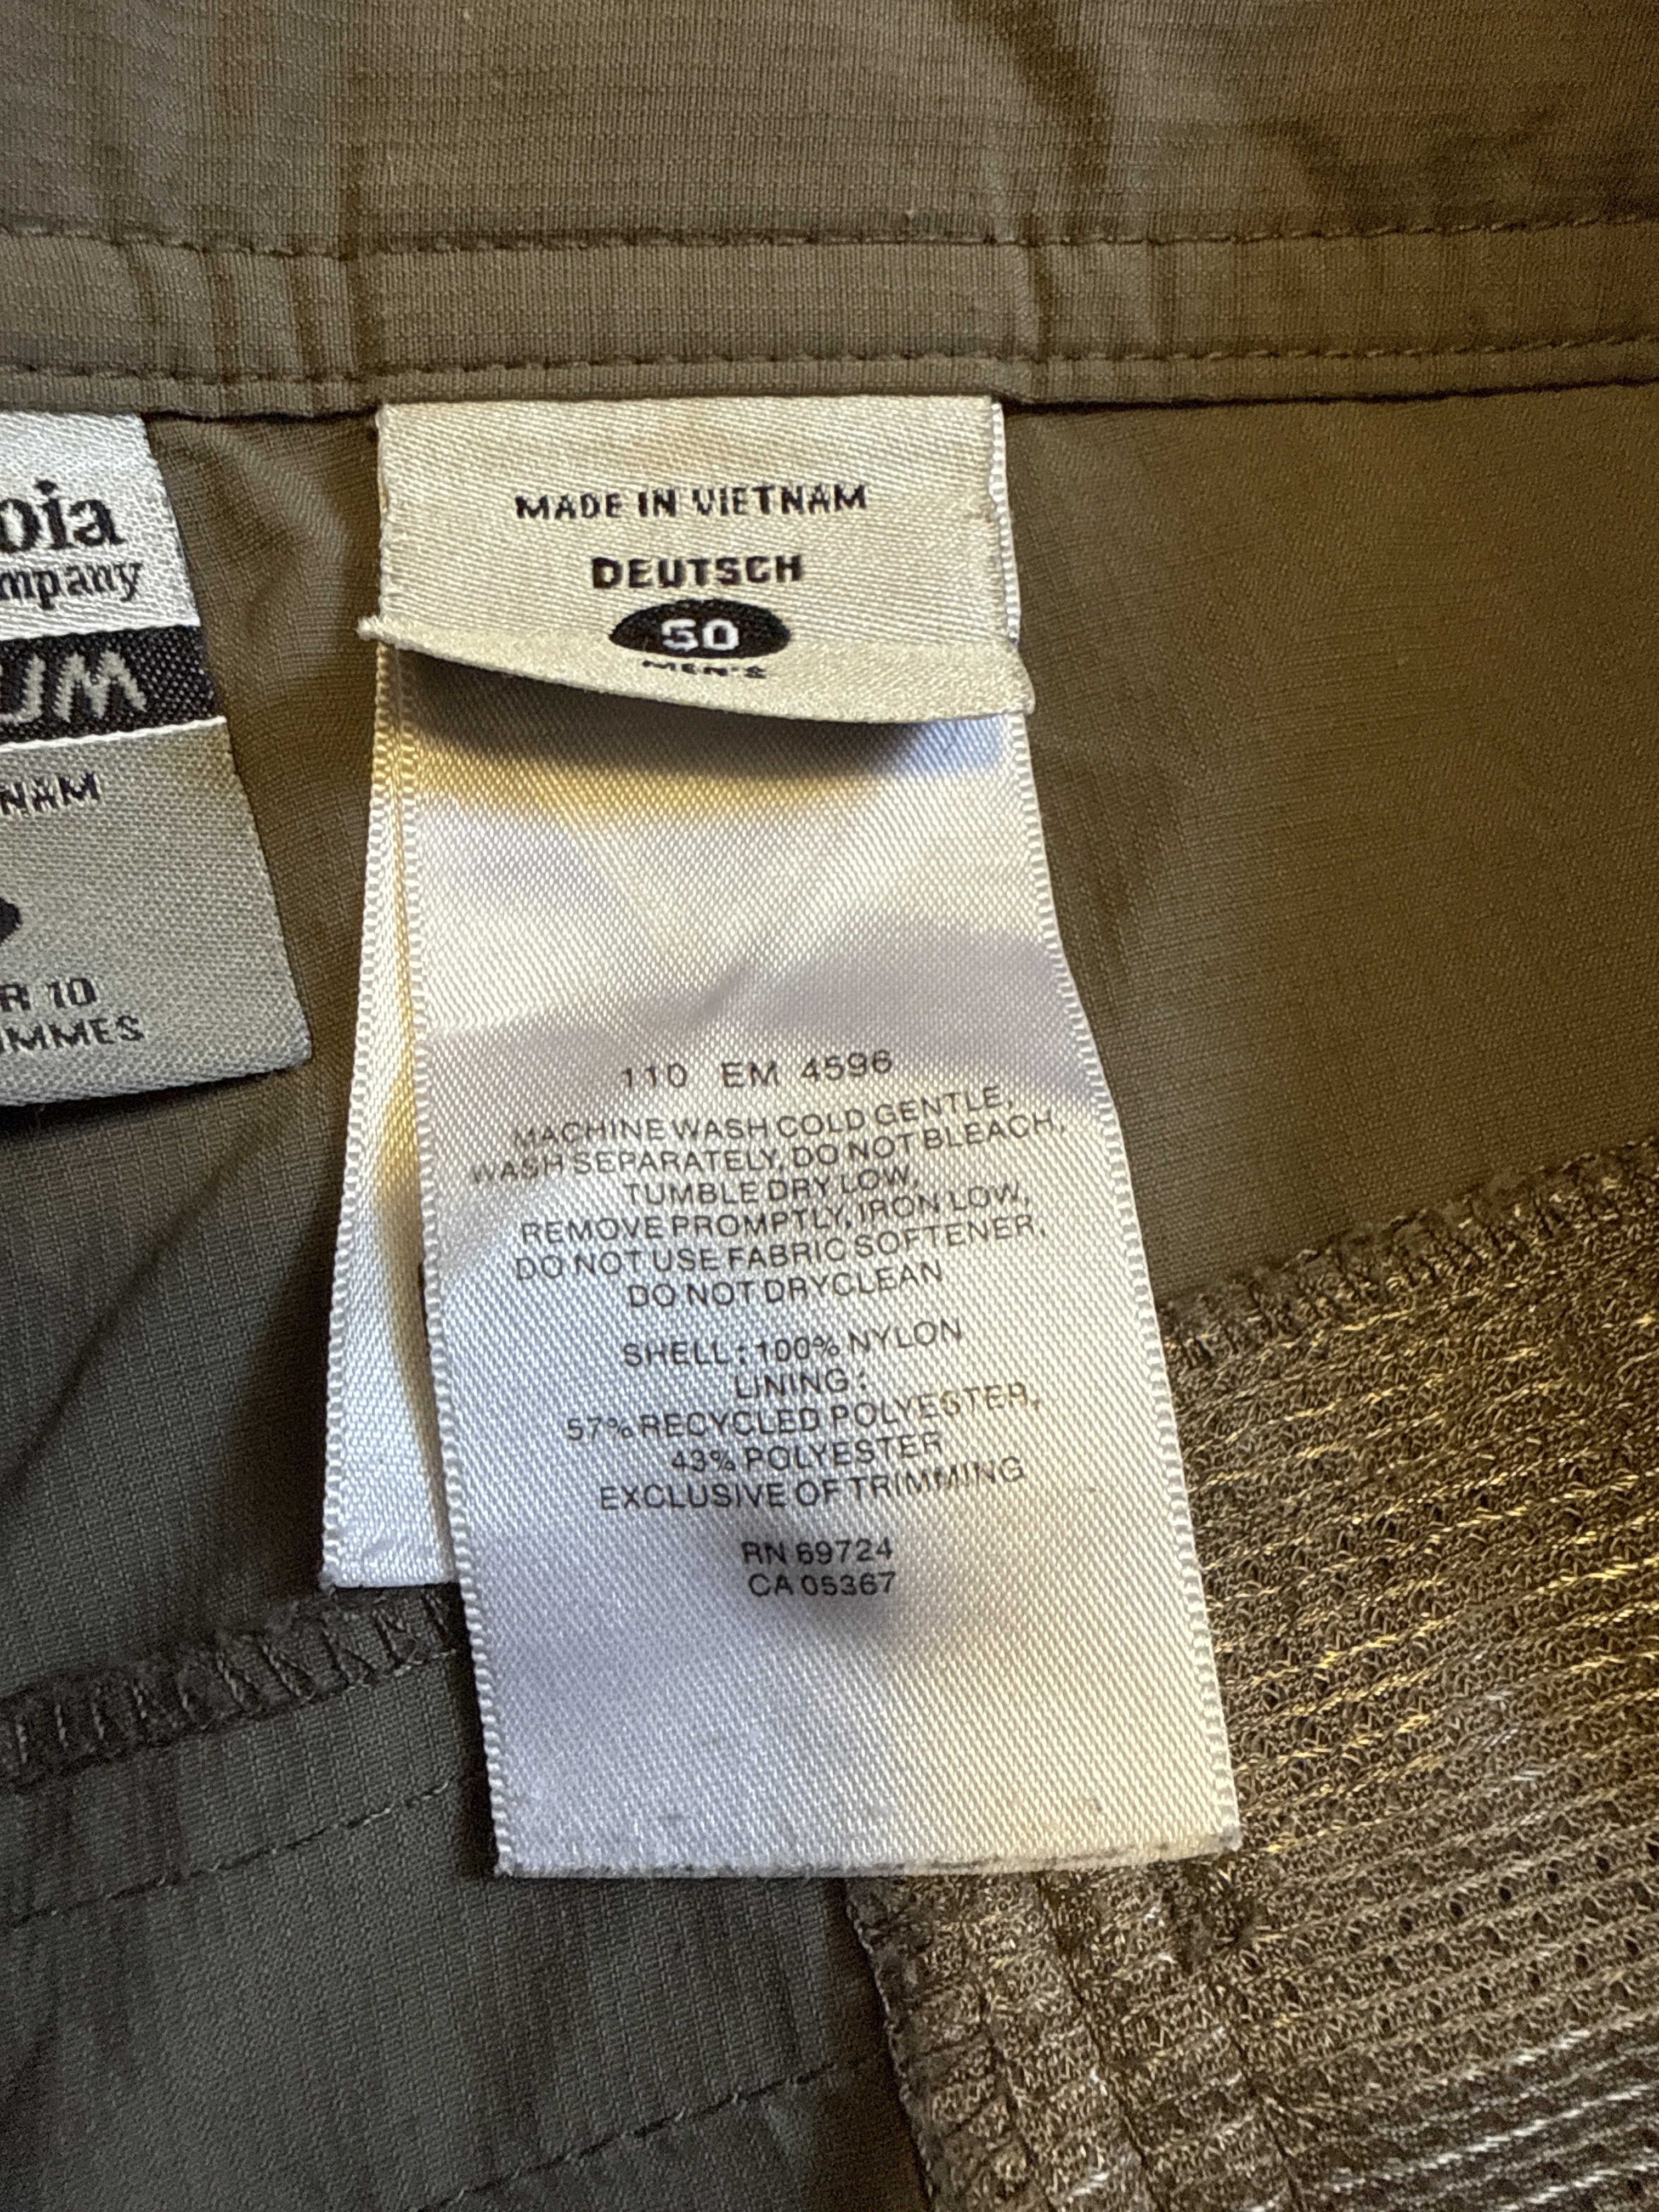 oia
mpany
UM
NAM
R 10
MMES
MADE IN VIETNAM
DEUTSCH
50
MEN'S
110 EM 4596
MACHINE WASH COLD GENTLE,
WASH SEPARATELY, DO NOT BLEACH,
TUMBLE DRY LOW,
REMOVE PROMPTLY, IRON LOW,
DO NOT USE FABRIC SOFTENER,
DO NOT DRYCLEAN
SHELL : 100% NYLON
LINING :
57% RECYCLED POLYESTER,
43% POLYESTER
EXCLUSIVE OF TRIMMING
RN 69724
CA 05367